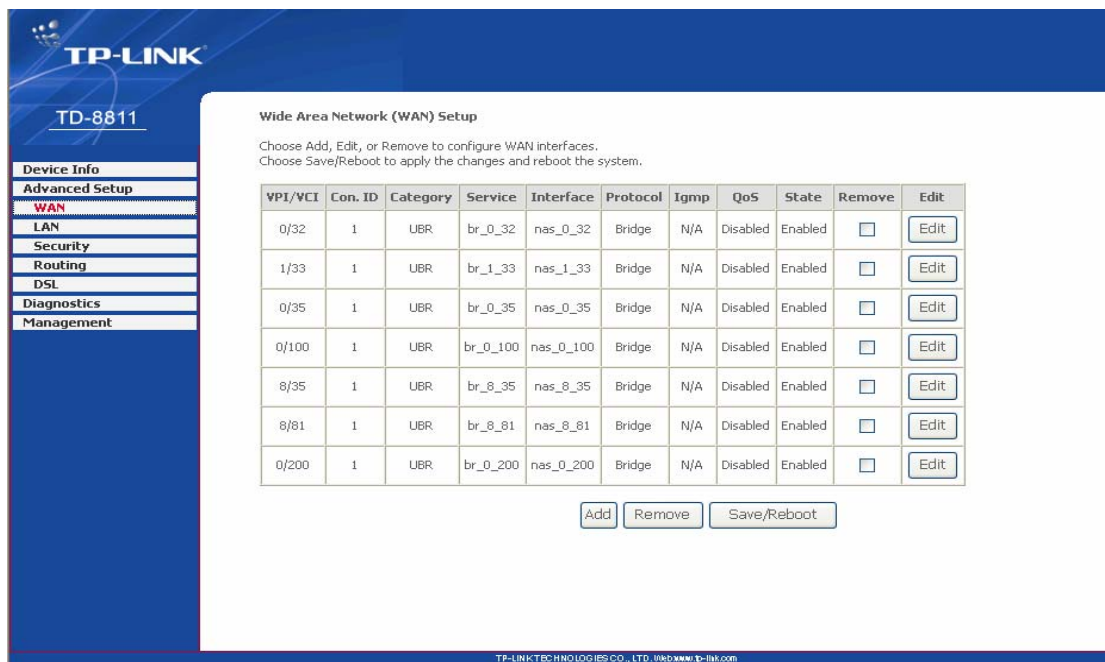 TP-LINK
TD-8811
Device Info
Advanced Setup
WAN
LAN
Security
Routing
DSL
Diagnostics
Management
Wide Area Network (WAN) Setup
Choose Add, Edit, or Remove to configure WAN interfaces.
Choose Save/Reboot to apply the changes and reboot the system.
VPI/VCI Con. ID Category Service Interface Protocol Igmp QoS State Remove Edit
0/32 1 UBR br_0_32 nas_0_32 Bridge N/A Disabled Enabled Edit
1/33 1 UBR br_1_33 nas_1_33 Bridge N/A Disabled Enabled Edit
0/35 1 UBR br_0_35 nas_0_35 Bridge N/A Disabled Enabled Edit
0/100 1 UBR br_0_100 nas_0_100 Bridge N/A Disabled Enabled Edit
8/35 1 UBR br_8_35 nas_8_35 Bridge N/A Disabled Enabled Edit
8/81 1 UBR br_8_81 nas_8_81 Bridge N/A Disabled Enabled Edit
0/200 1 UBR br_0_200 nas_0_200 Bridge N/A Disabled Enabled Edit
Add Remove Save/Reboot
TP-LINK TECHNOLOGIES CO., LTD. Web:www.tp-link.com